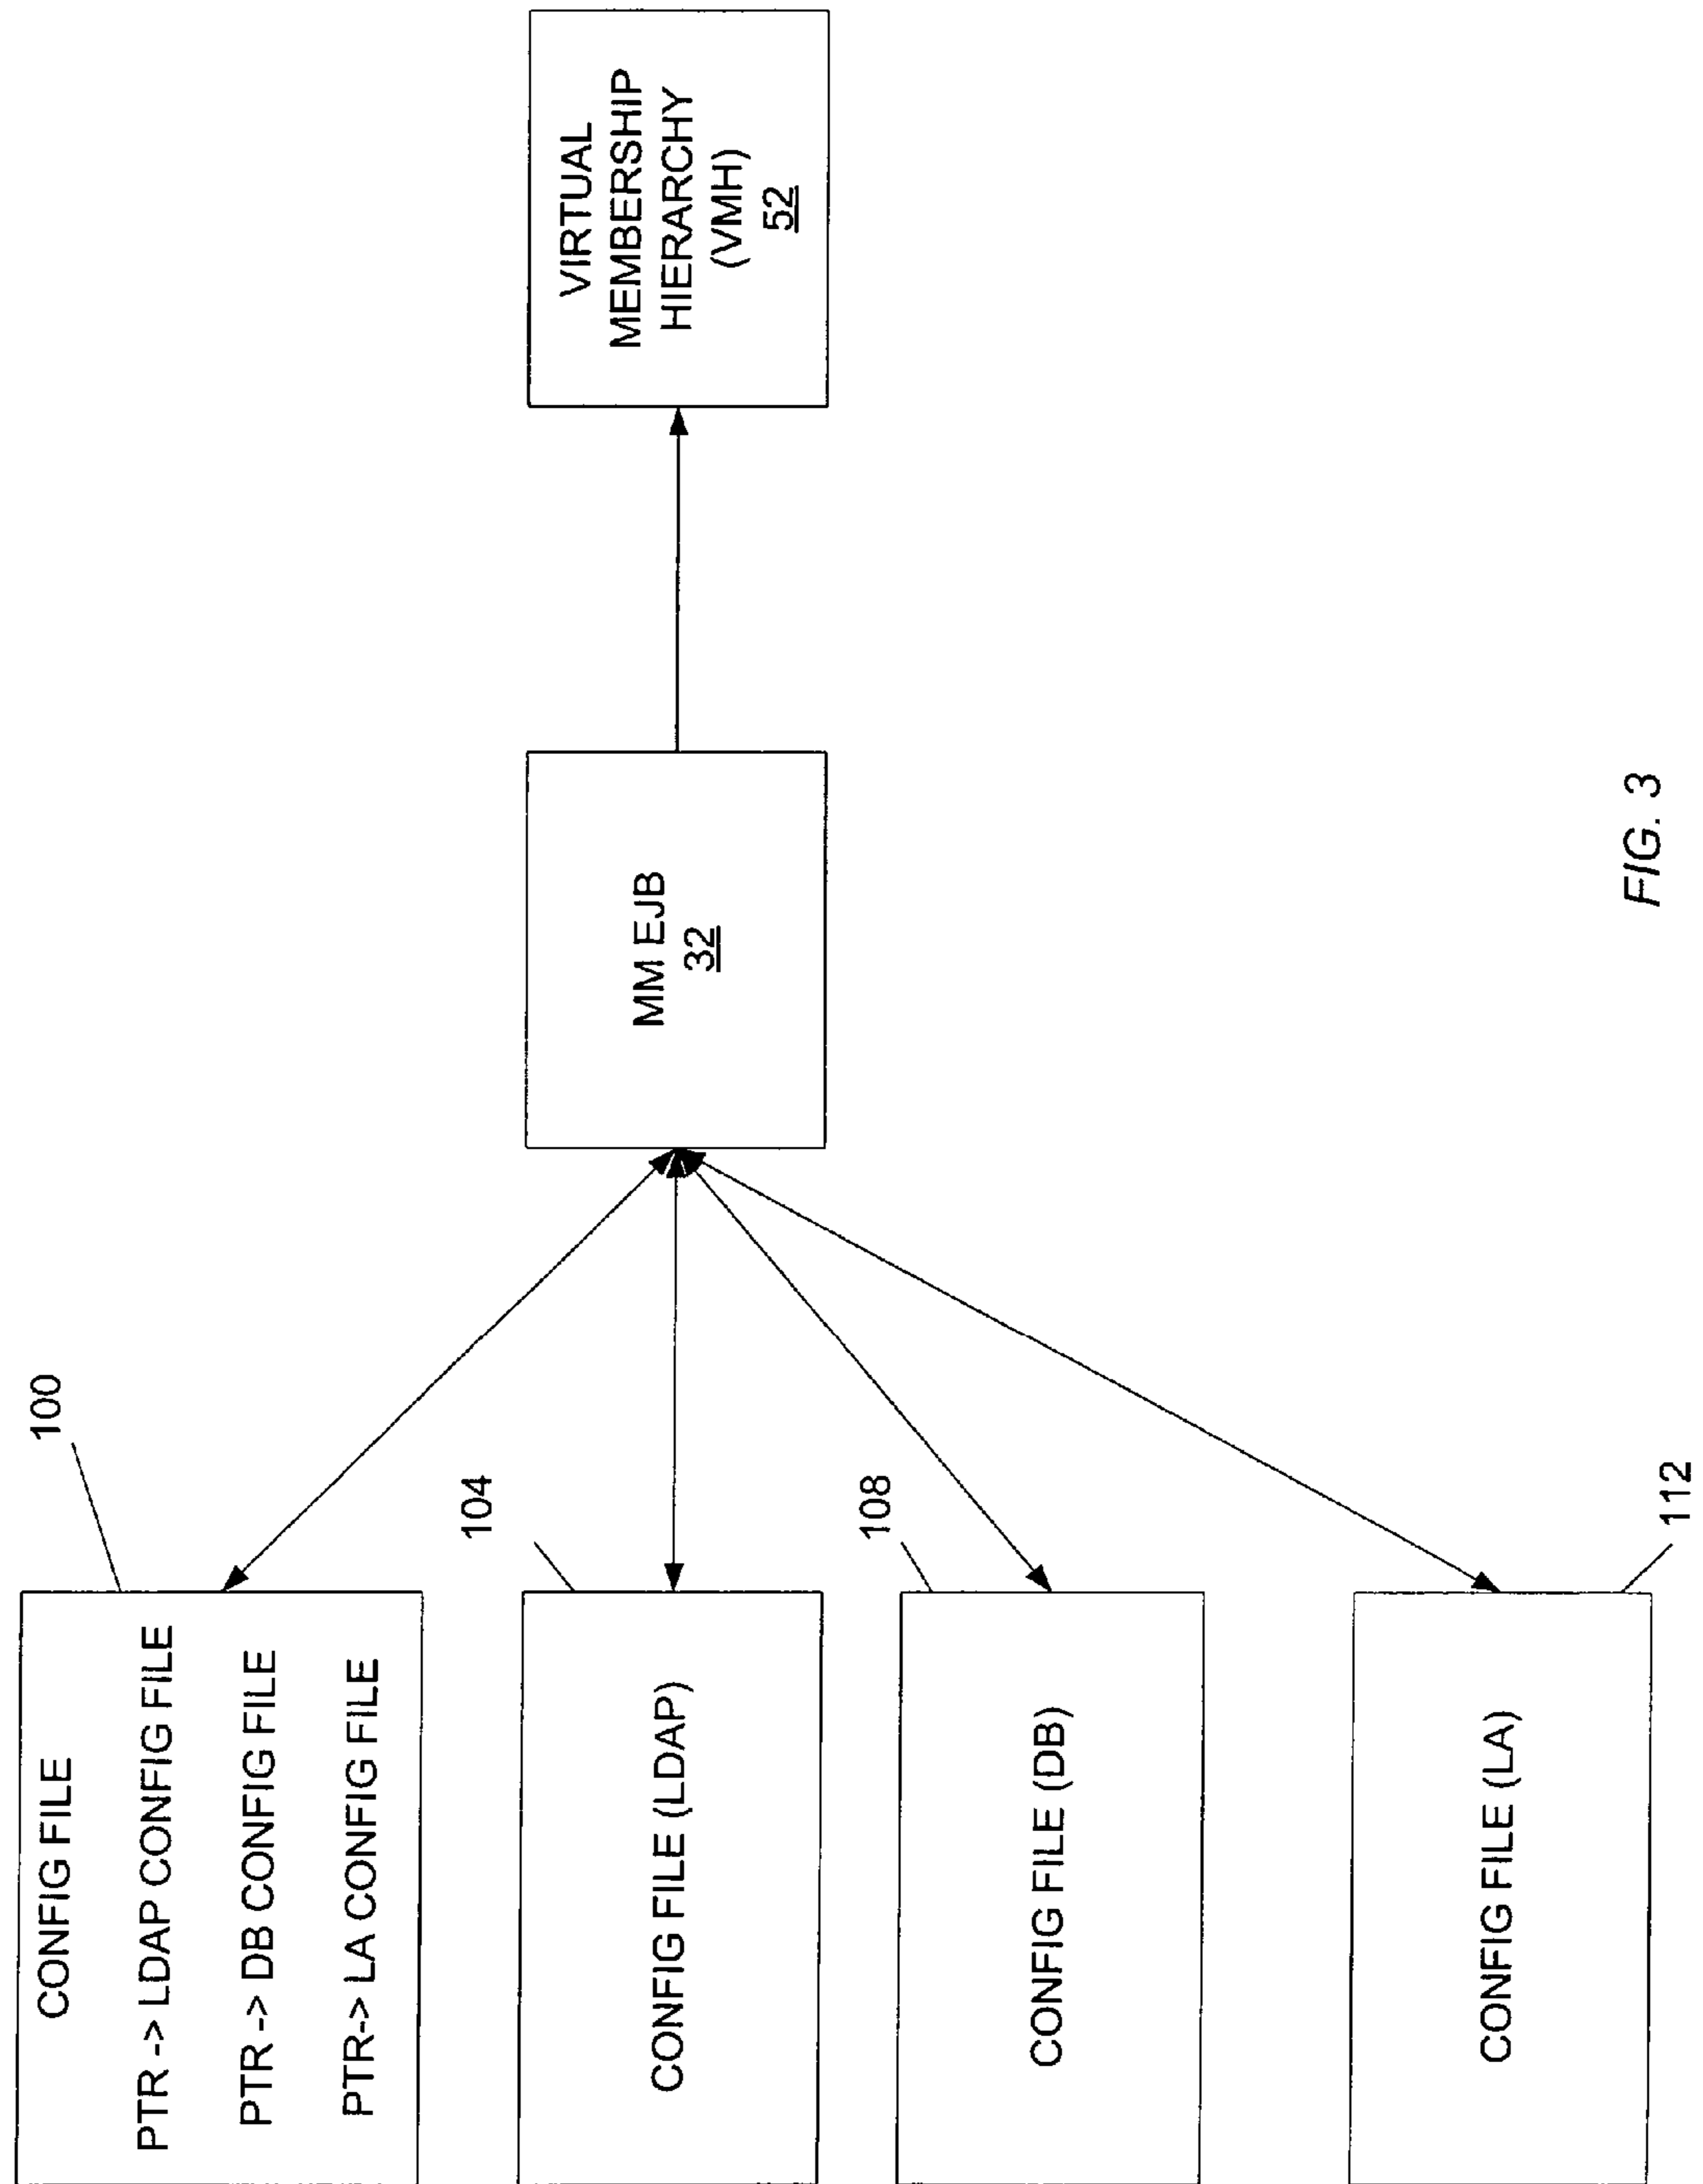 100
CONFIG FILE
PTR -> LDAP CONFIG FILE
PTR -> DB CONFIG FILE
PTR-> LA CONFIG FILE
104
CONFIG FILE (LDAP)
108
CONFIG FILE (DB)
112
CONFIG FILE (LA)
MM EJB
32
VIRTUAL
MEMBERSHIP
HIERARCHY
(VMH)
52
FIG. 3